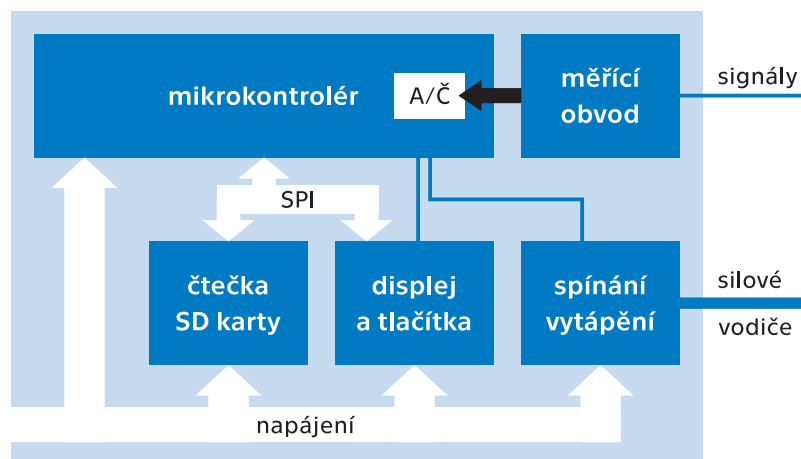 mikrokontrolér
A/Č
měřící
obvod
signály
SPI
čtečka
SD karty
displej
a tlačítka
spínání
vytápění
silové
vodiče
napájení